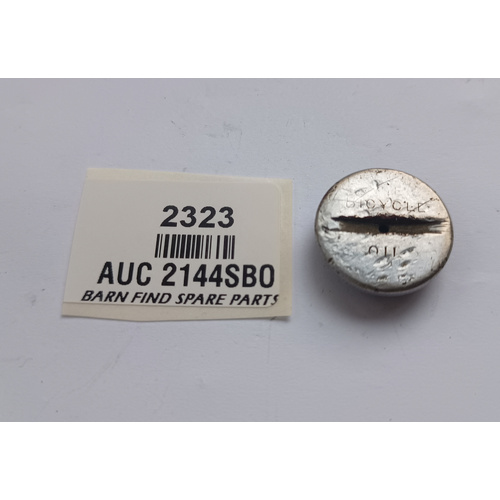 2323
AUC 2144SBO
BARN FIND SPARE PARTS
BICYCLE
OIL